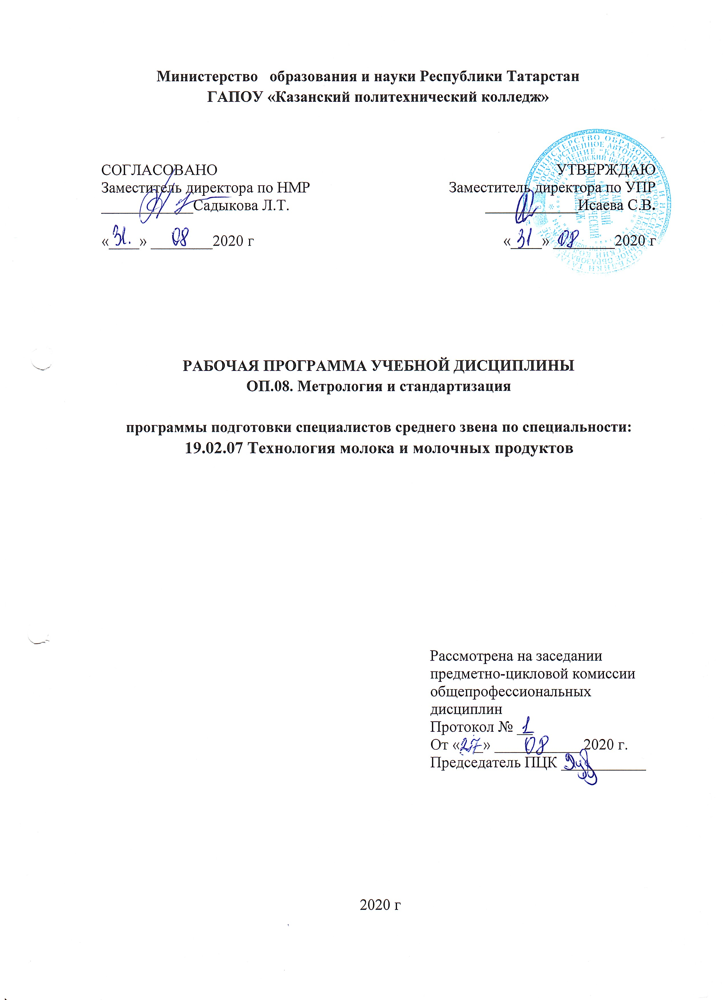 Министерство образования и науки Республики Татарстан
ГАПОУ «Казанский политехнический колледж»
СОГЛАСОВАНО
Заместитель директора по НМР
____________Садыкова Л.Т.
«31.» 08 2020 г
УТВЕРЖДАЮ
Заместитель директора по УПР
____________Исаева С.В.
«31» 08 2020 г
РАБОЧАЯ ПРОГРАММА УЧЕБНОЙ ДИСЦИПЛИНЫ
ОП.08. Метрология и стандартизация
программы подготовки специалистов среднего звена по специальности:
19.02.07 Технология молока и молочных продуктов
Рассмотрена на заседании
предметно-цикловой комиссии
общепрофессиональных
дисциплин
Протокол № 1
От «27» 08 2020 г.
Председатель ПЦК ___________
2020 г